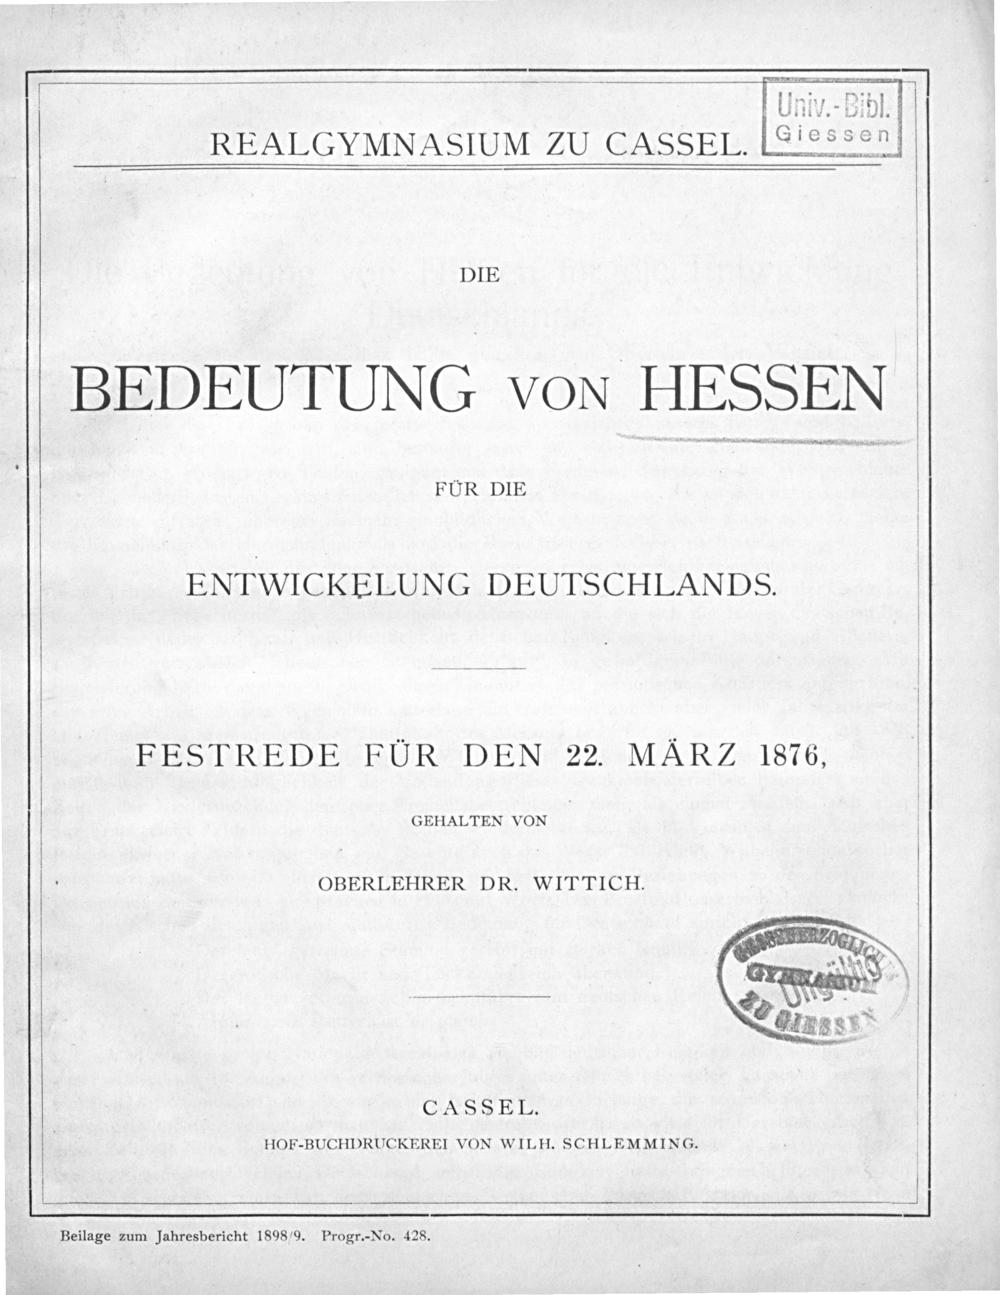 Univ.-Bibl.
Giessen
REALGYMNASIUM ZU CASSEL.
DIE
BEDEUTUNG VON HESSEN
FÜR DIE
ENTWICKELUNG DEUTSCHLANDS.
FESTREDE FÜR DEN 22. MÄRZ 1876,
GEHALTEN VON
OBERLEHRER DR. WITTICH.
GROSSHERZOGLICHES
GYMNASIUM
Ungültig
ZU GIESSEN
CASSEL.
HOF-BUCHDRUCKEREI VON WILH. SCHLEMMING.
Beilage zum Jahresbericht 1898/9. Progr.-No. 428.